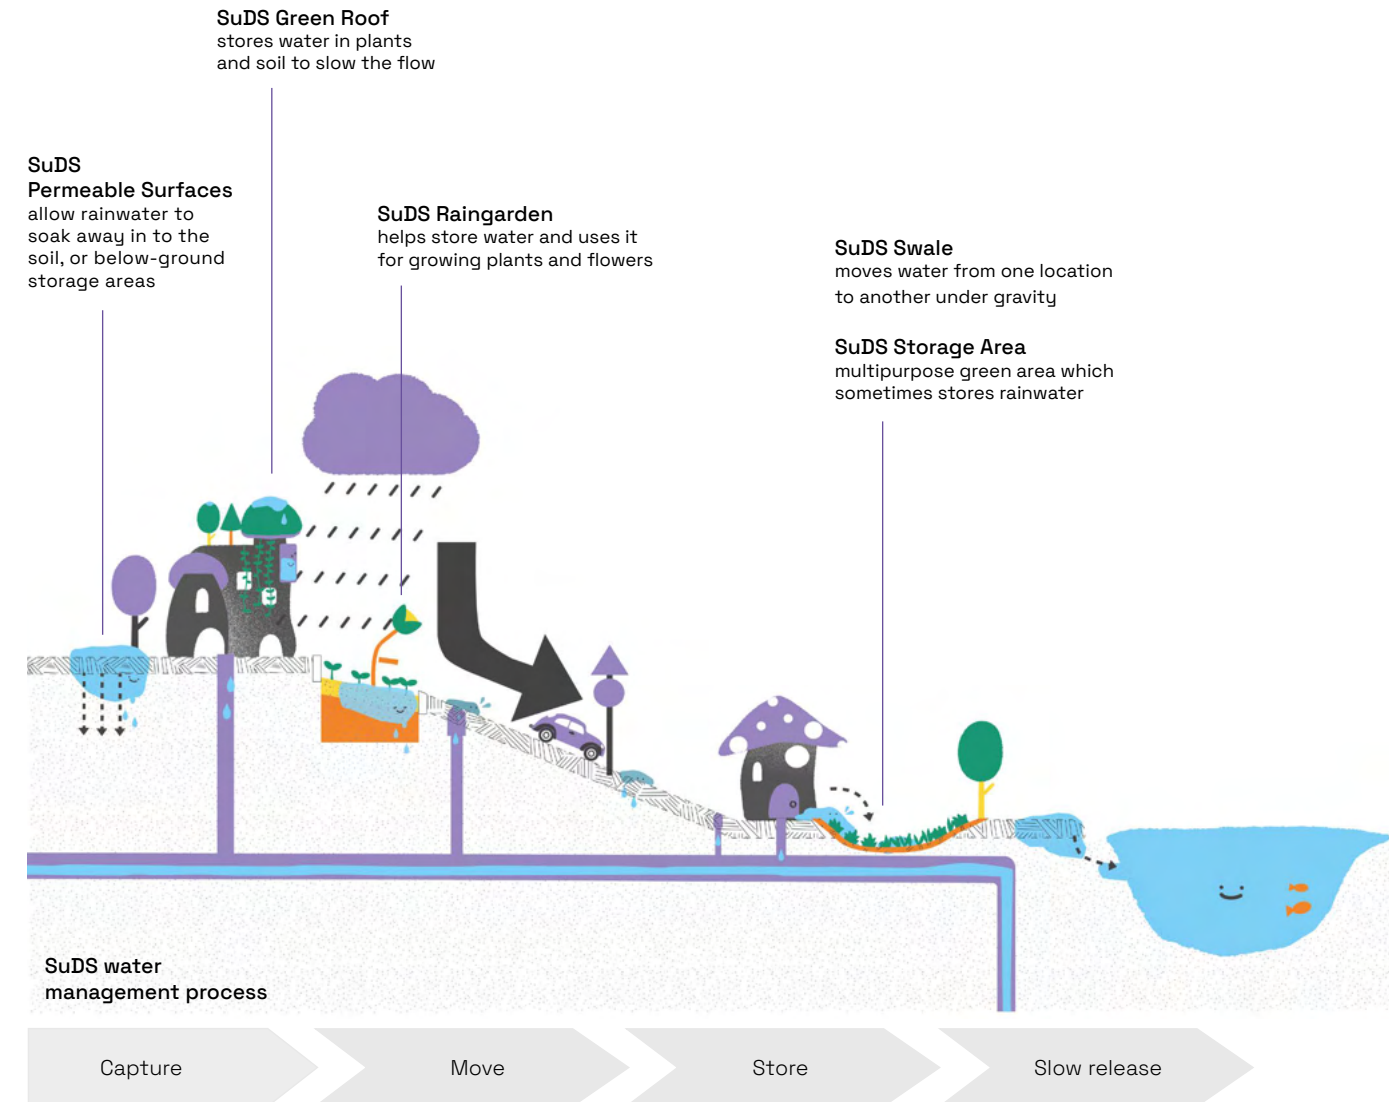 SuDS Green Roof
stores water in plants
and soil to slow the flow
SuDS
Permeable Surfaces
allow rainwater to
soak away in to the
soil, or below-ground
storage areas
SuDS Raingarden
helps store water and uses it
for growing plants and flowers
SuDS Swale
moves water from one location
to another under gravity
SuDS Storage Area
multipurpose green area which
sometimes stores rainwater
SuDS water
management process
Capture
Move
Store
Slow release